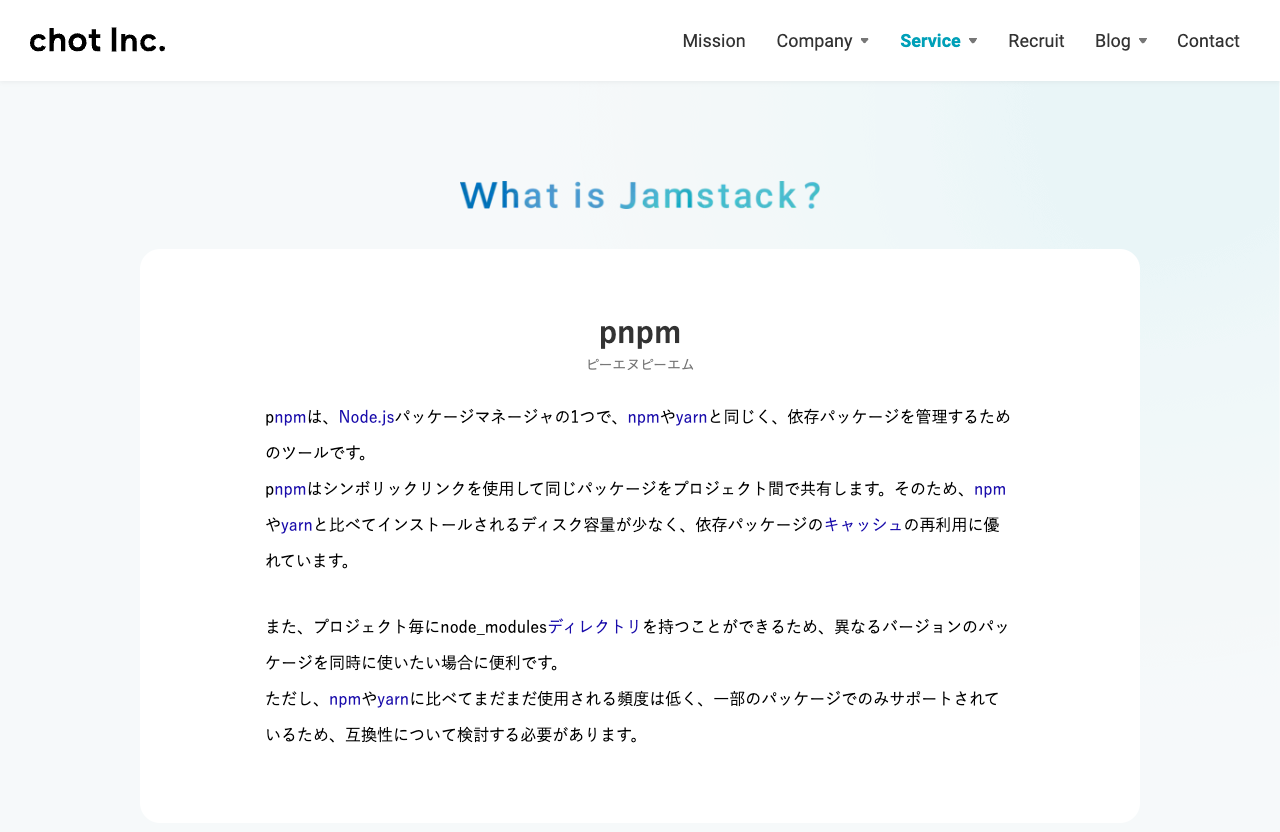 chot Inc.
Mission Company Service Recruit Blog Contact
What is Jamstack?
pnpm
ピーエヌピーエム
pnpmは、Node.jsパッケージマネージャの1つで、npmやyarnと同じく、依存パッケージを管理するため
のツールです。
pnpmはシンボリックリンクを使用して同じパッケージをプロジェクト間で共有します。そのため、npm
やyarnと比べてインストールされるディスク容量が少なく、依存パッケージのキャッシュの再利用に優
れています。
また、プロジェクト毎にnode_modulesディレクトリを持つことができるため、異なるバージョンのパッ
ケージを同時に使いたい場合に便利です。
ただし、npmやyarnに比べてまだまだ使用される頻度は低く、一部のパッケージでのみサポートされて
いるため、互換性について検討する必要があります。